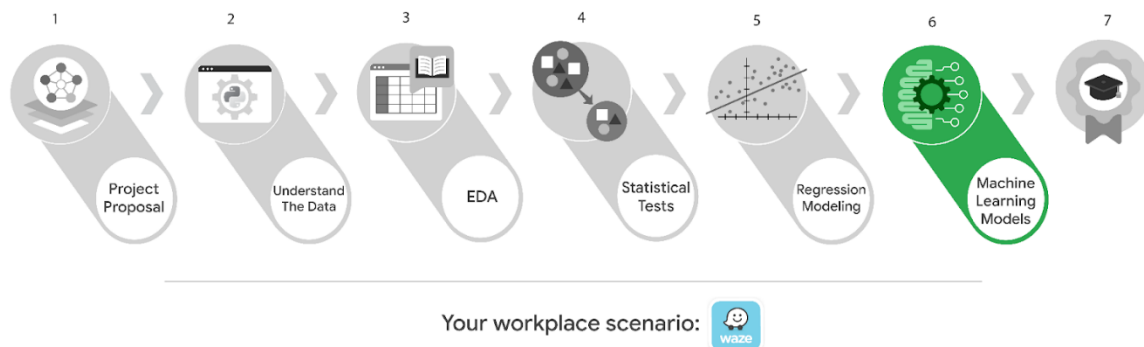 1
2
3
4
5
6
7
Project
Proposal
Understand
The Data
EDA
Statistical
Tests
Regression
Modeling
Machine
Learning
Models
Your workplace scenario:
waze